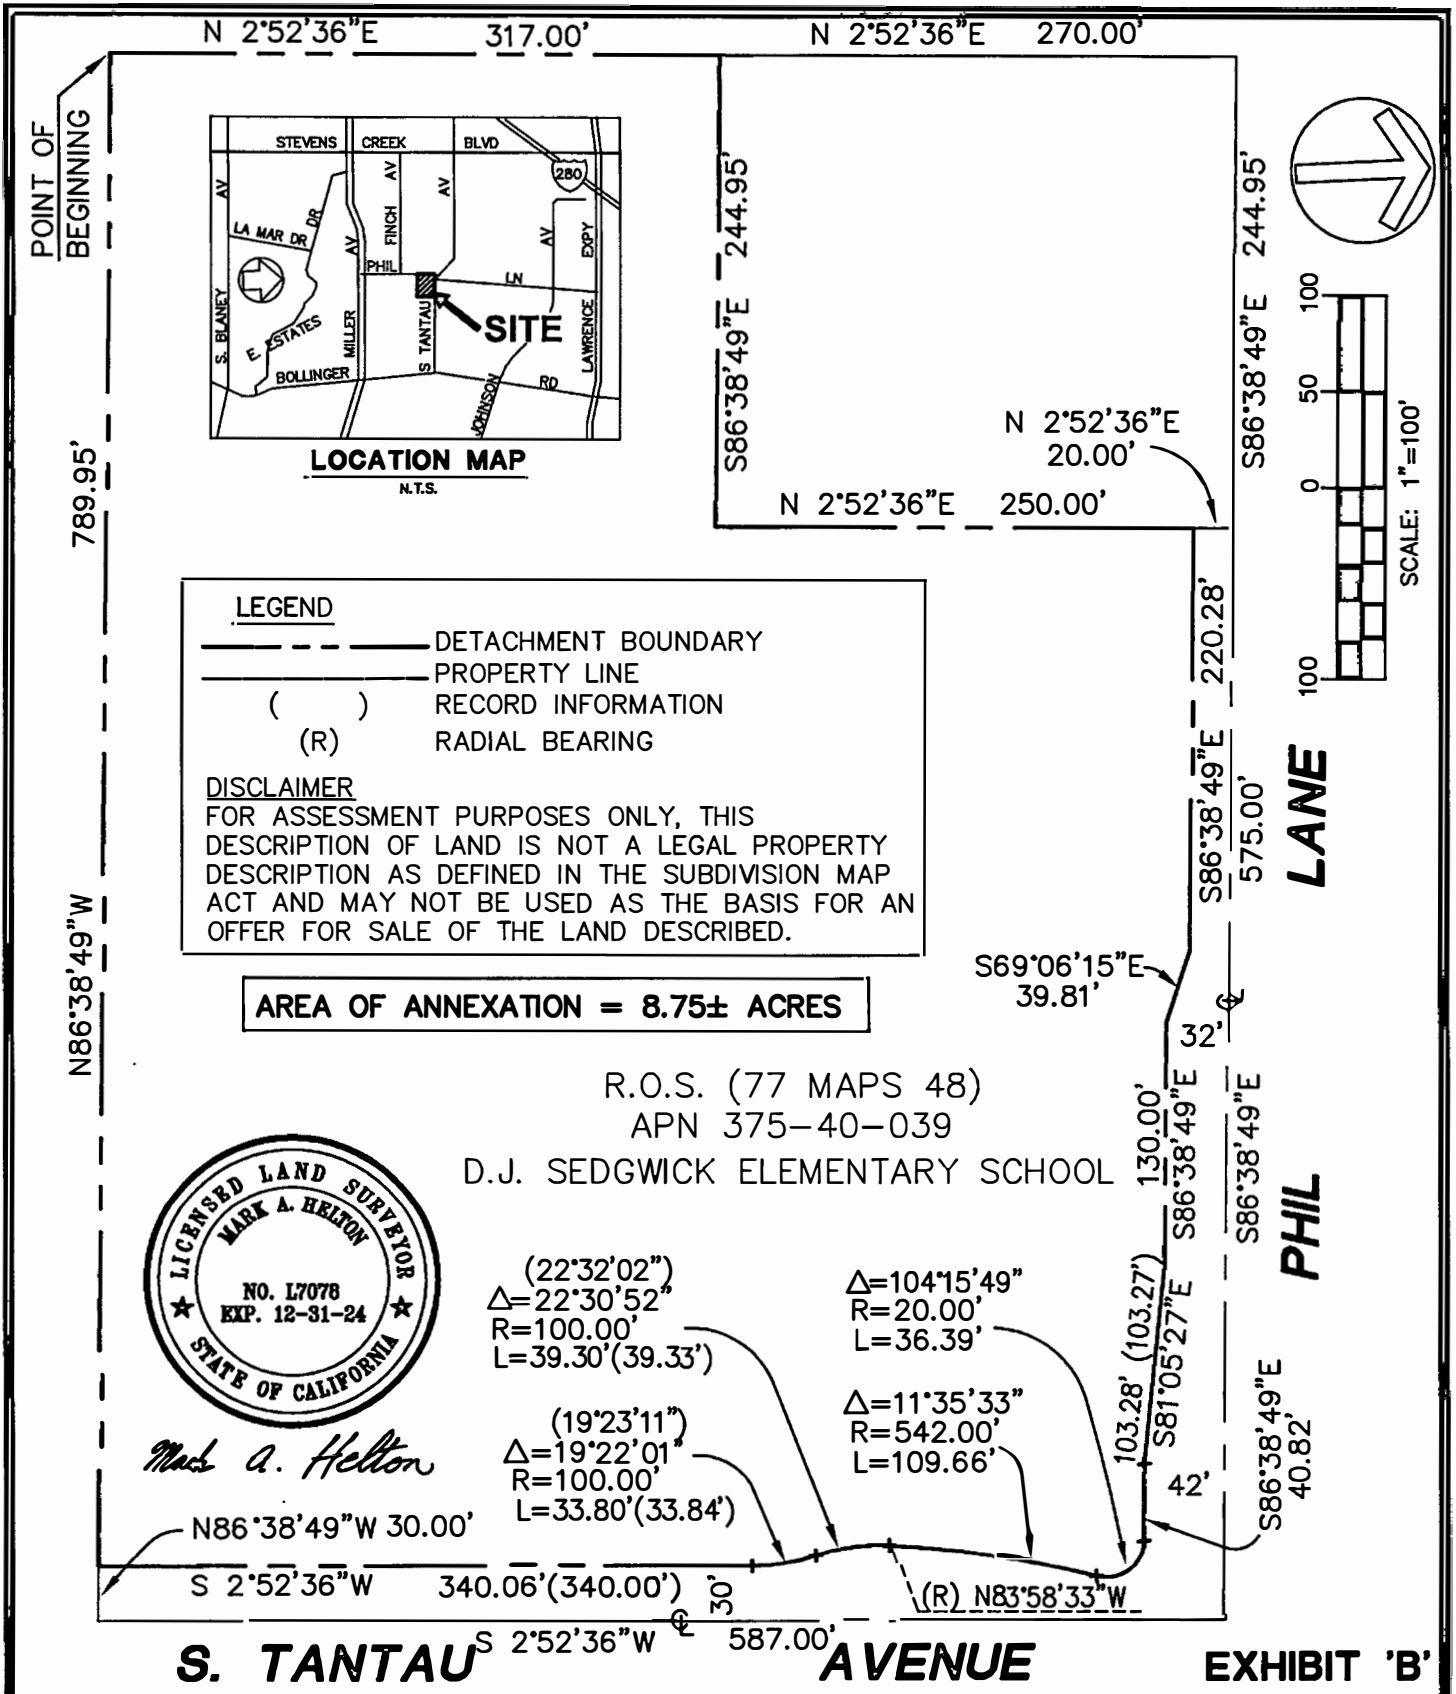 N 2°52'36"E 317.00' N 2°52'36"E 270.00'
POINT OF
BEGINNING
STEVENS CREEK BLVD
280
AV
AV
AV
FINCH
LA MAR DR
DR
AV
AV
EXPY
PHIL
LN
S. BLANEY
E. ESTATES
MILLER
S TANTAU
SITE
LAWRENCE
BOLLINGER
RD
JOHNSON
LOCATION MAP
N.T.S.
S86°38'49"E 244.95'
S86°38'49"E 244.95'
N 2°52'36"E
20.00'
N 2°52'36"E 250.00'
100
50
0
100
SCALE: 1"=100'
N86°38'49"W 789.95'
LEGEND
DETACHMENT BOUNDARY
PROPERTY LINE
( ) RECORD INFORMATION
(R) RADIAL BEARING
DISCLAIMER
FOR ASSESSMENT PURPOSES ONLY, THIS
DESCRIPTION OF LAND IS NOT A LEGAL PROPERTY
DESCRIPTION AS DEFINED IN THE SUBDIVISION MAP
ACT AND MAY NOT BE USED AS THE BASIS FOR AN
OFFER FOR SALE OF THE LAND DESCRIBED.
AREA OF ANNEXATION = 8.75± ACRES
S86°38'49"E 220.28'
575.00'
S69°06'15"E
39.81'
℄
32'
R.O.S. (77 MAPS 48)
APN 375-40-039
D.J. SEDGWICK ELEMENTARY SCHOOL
130.00'
S86°38'49"E
S86°38'49"E
PHIL LANE
LICENSED LAND SURVEYOR
MARK A. HELTON
NO. L7078
EXP. 12-31-24
STATE OF CALIFORNIA
Mark A. Helton
(22°32'02")
Δ=22°30'52"
R=100.00'
L=39.30'(39.33')
(19°23'11")
Δ=19°22'01"
R=100.00'
L=33.80'(33.84')
Δ=104°15'49"
R=20.00'
L=36.39'
Δ=11°35'33"
R=542.00'
L=109.66'
103.28' (103.27')
S81°05'27"E
42'
S86°38'49"E
40.82'
N86°38'49"W 30.00'
S 2°52'36"W 340.06'(340.00')
30'
(R) N83°58'33"W
℄
S 2°52'36"W 587.00'
S. TANTAU AVENUE
EXHIBIT 'B'